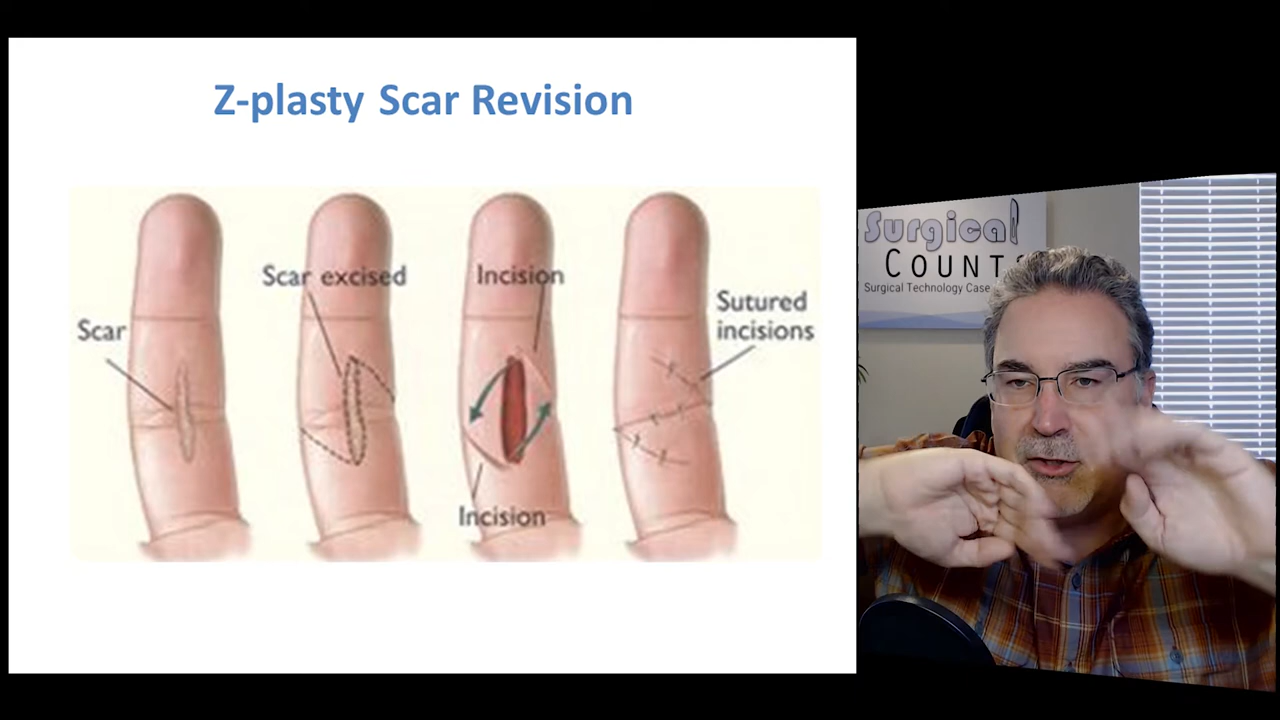 Z-plasty Scar Revision
Scar
Scar excised
Incision
Incision
Sutured
incisions
Surgical
COUNTS
Surgical Technology Case